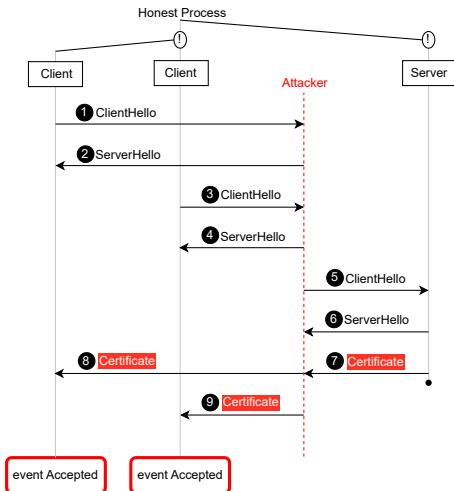 Honest Process
! !
Client Client Server
Attacker
1 ClientHello
2 ServerHello
3 ClientHello
4 ServerHello
5 ClientHello
6 ServerHello
8 Certificate 7 Certificate
9 Certificate
event Accepted event Accepted